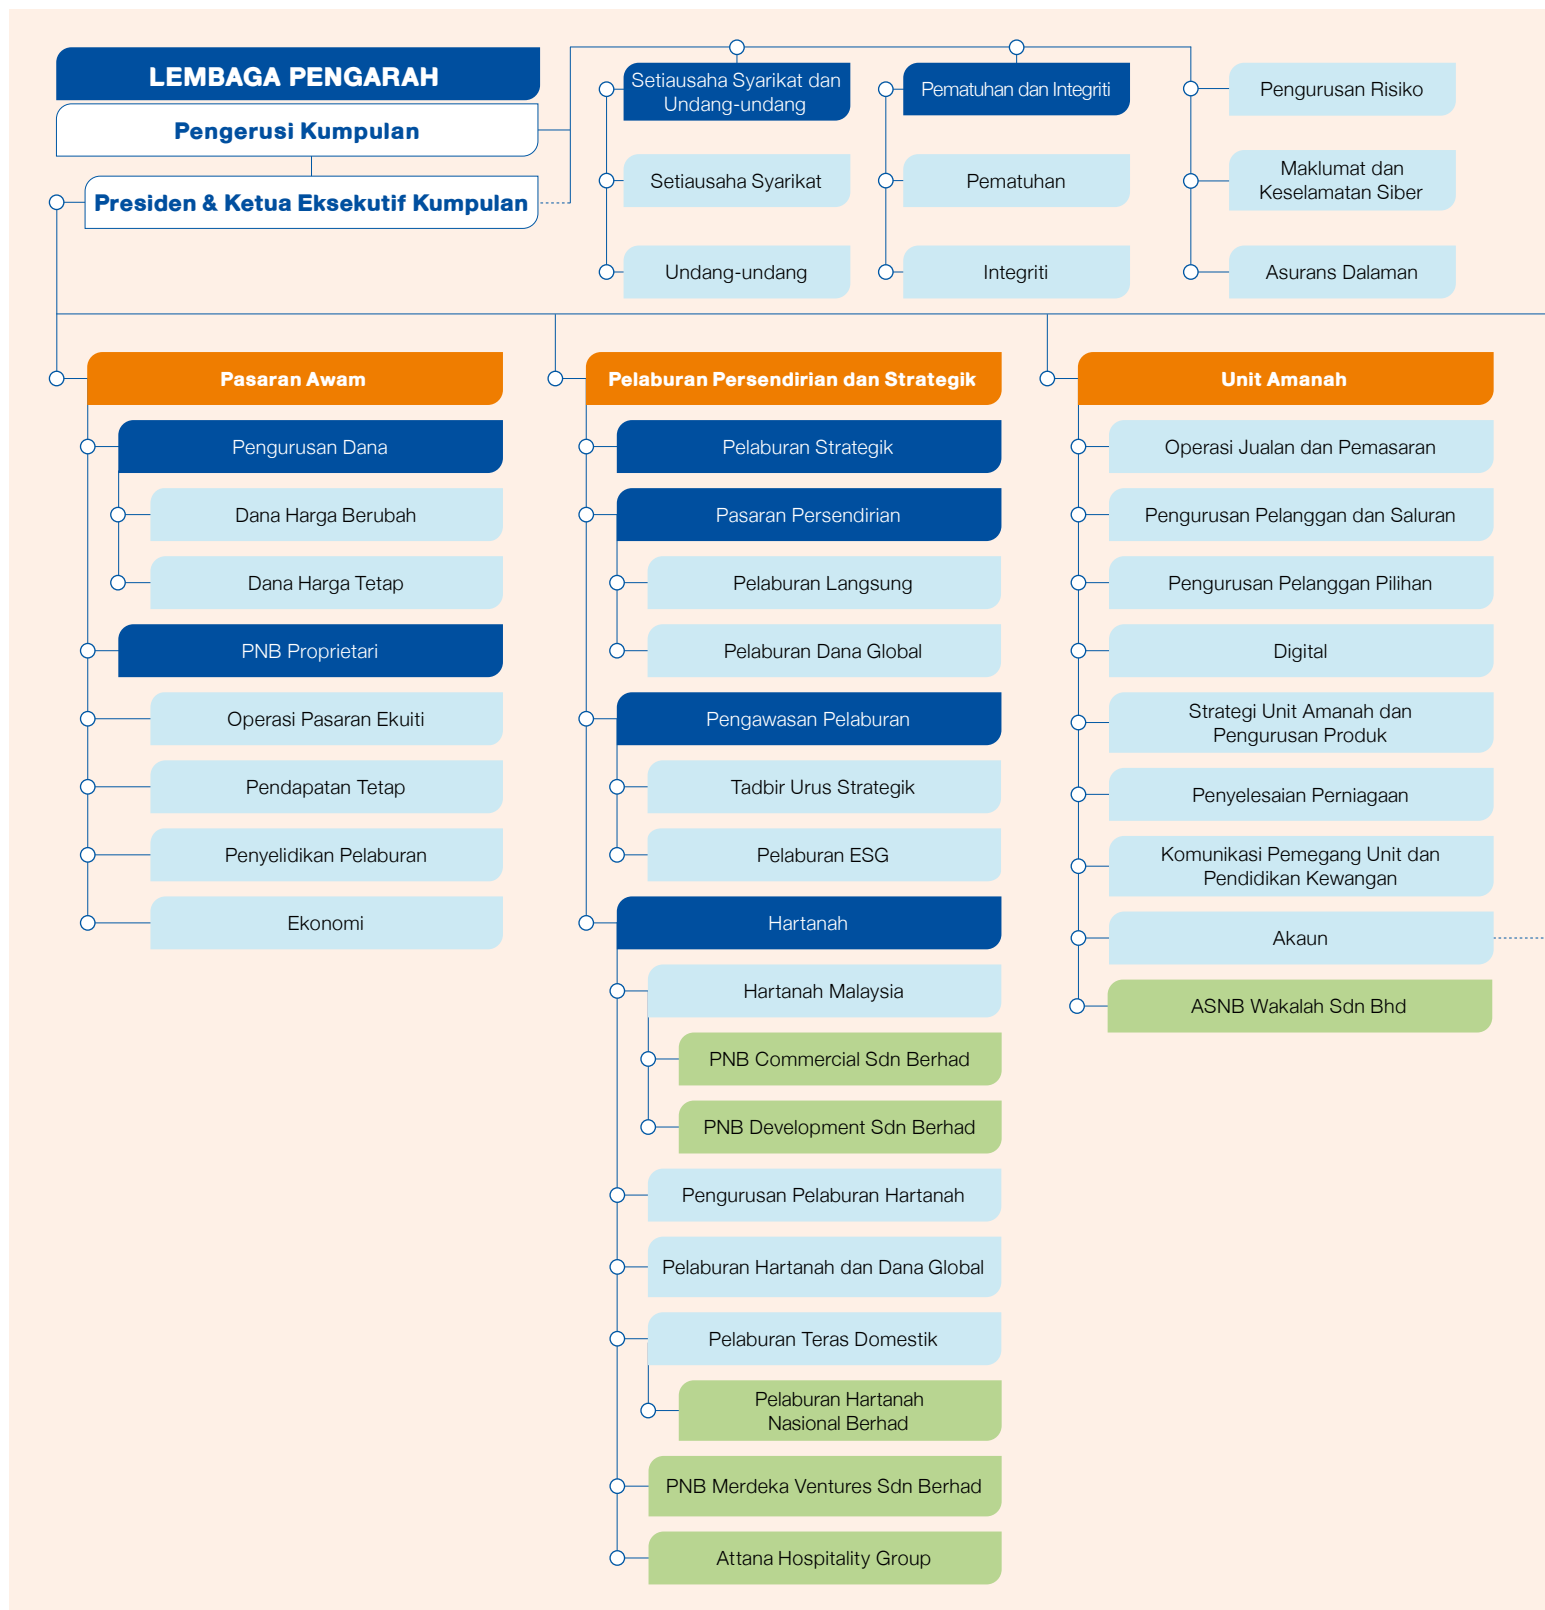 LEMBAGA PENGARAH
Pengerusi Kumpulan
Presiden & Ketua Eksekutif Kumpulan
Setiausaha Syarikat dan
Undang-undang
Setiausaha Syarikat
Undang-undang
Pematuhan dan Integriti
Pematuhan
Integriti
Pengurusan Risiko
Maklumat dan
Keselamatan Siber
Asurans Dalaman
Pasaran Awam
Pengurusan Dana
Dana Harga Berubah
Dana Harga Tetap
PNB Proprietari
Operasi Pasaran Ekuiti
Pendapatan Tetap
Penyelidikan Pelaburan
Ekonomi
Pelaburan Persendirian dan Strategik
Pelaburan Strategik
Pasaran Persendirian
Pelaburan Langsung
Pelaburan Dana Global
Pengawasan Pelaburan
Tadbir Urus Strategik
Pelaburan ESG
Hartanah
Hartanah Malaysia
PNB Commercial Sdn Berhad
PNB Development Sdn Berhad
Pengurusan Pelaburan Hartanah
Pelaburan Hartanah dan Dana Global
Pelaburan Teras Domestik
Pelaburan Hartanah
Nasional Berhad
PNB Merdeka Ventures Sdn Berhad
Attana Hospitality Group
Unit Amanah
Operasi Jualan dan Pemasaran
Pengurusan Pelanggan dan Saluran
Pengurusan Pelanggan Pilihan
Digital
Strategi Unit Amanah dan
Pengurusan Produk
Penyelesaian Perniagaan
Komunikasi Pemegang Unit dan
Pendidikan Kewangan
Akaun
ASNB Wakalah Sdn Bhd